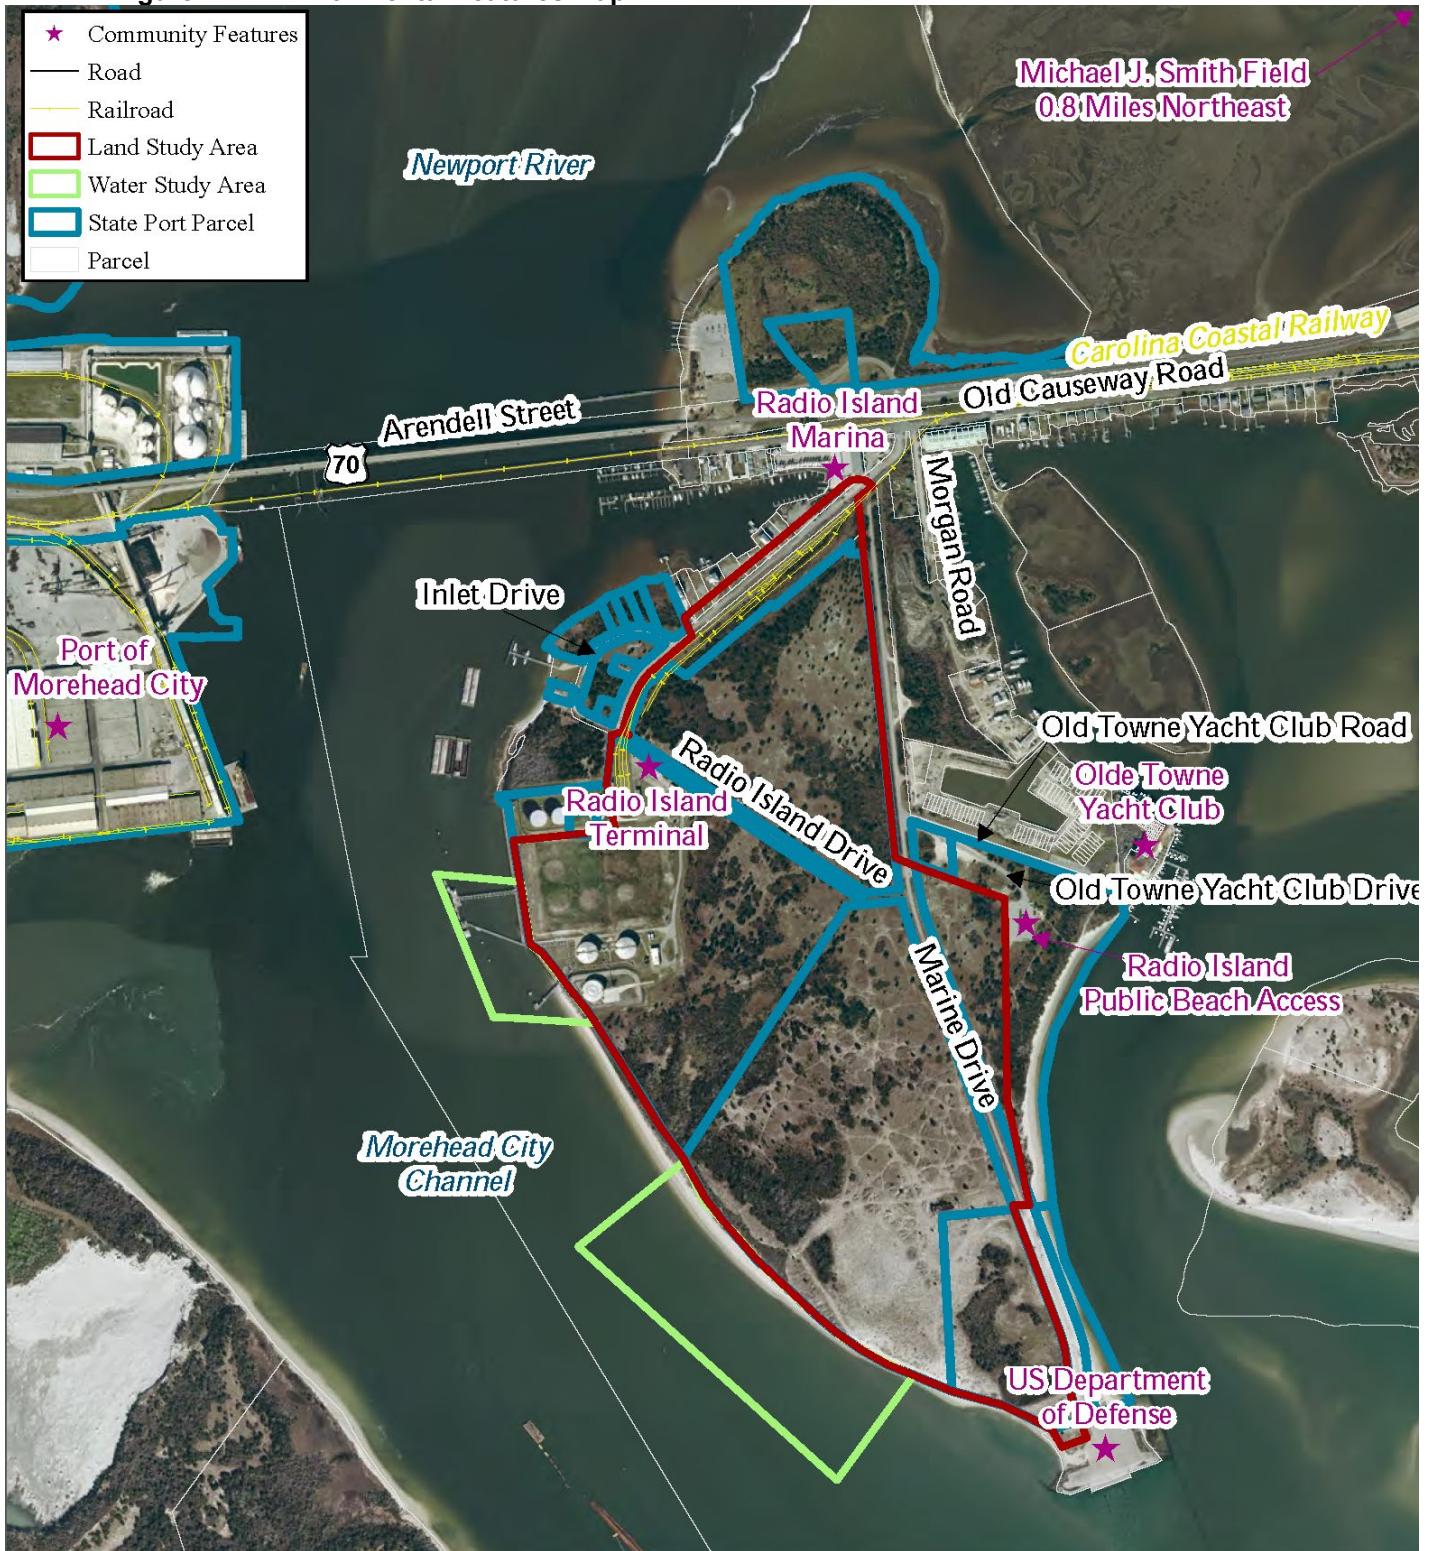 Community Features
Road
Railroad
Land Study Area
Water Study Area
State Port Parcel
Parcel
Michael J. Smith Field
0.8 Miles Northeast
Newport River
Carolina Coastal Railway
Old Causeway Road
Arendell Street
70
Radio Island
Marina
Morgan Road
Inlet Drive
Port of
Morehead City
Old Towne Yacht Club Road
Radio Island Drive
Olde Towne
Yacht Club
Radio Island
Terminal
Old Towne Yacht Club Drive
Marine Drive
Radio Island
Public Beach Access
Morehead City
Channel
US Department
of Defense